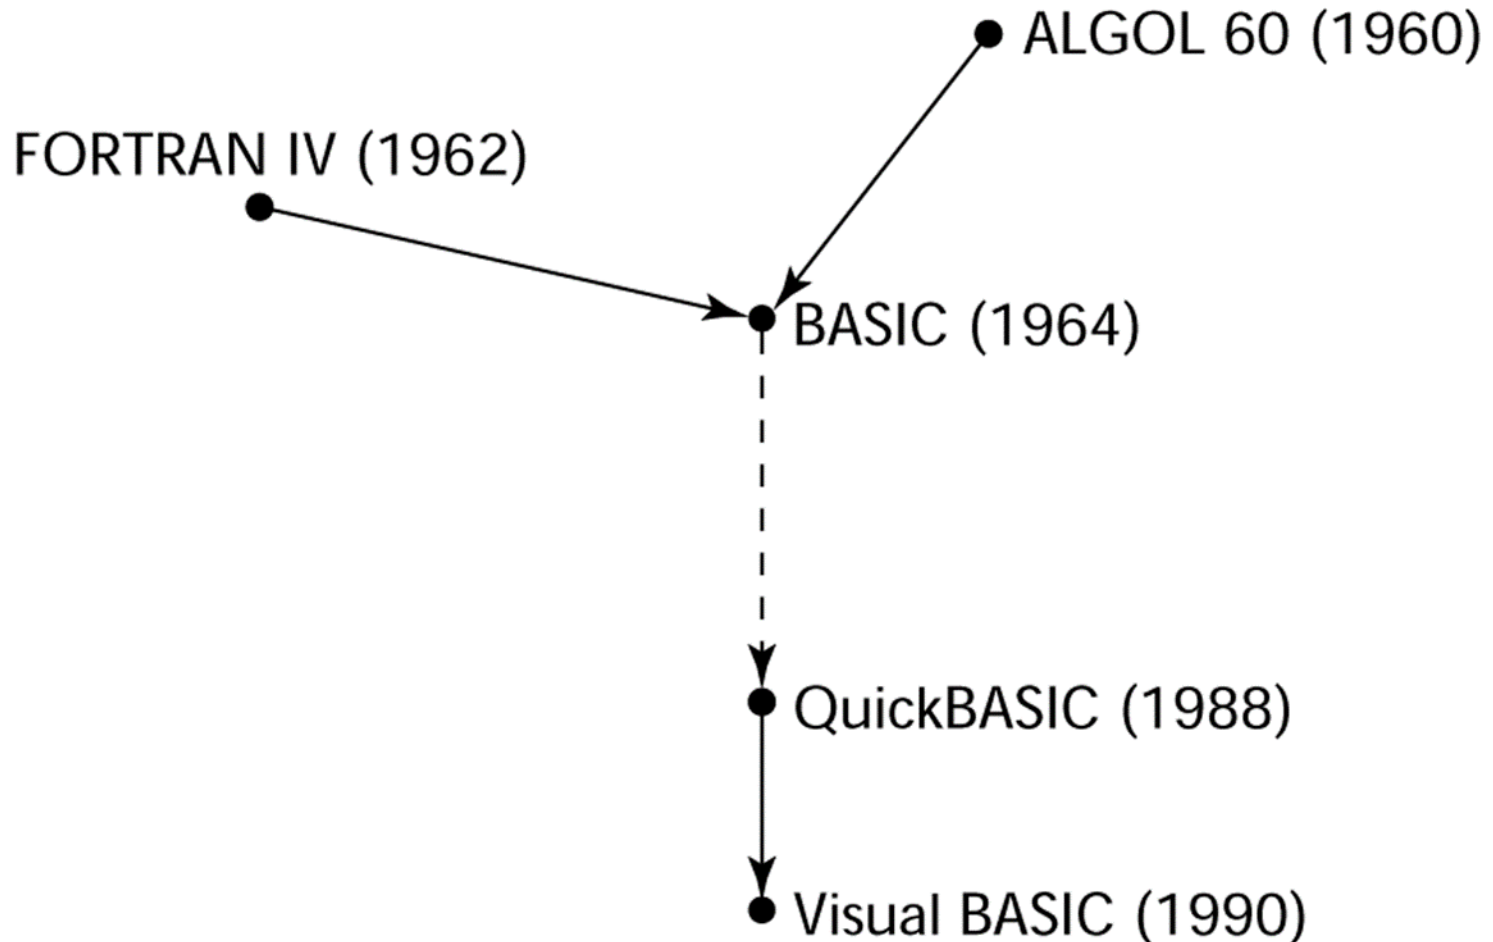 ALGOL 60 (1960)
FORTRAN IV (1962)
BASIC (1964)
QuickBASIC (1988)
Visual BASIC (1990)